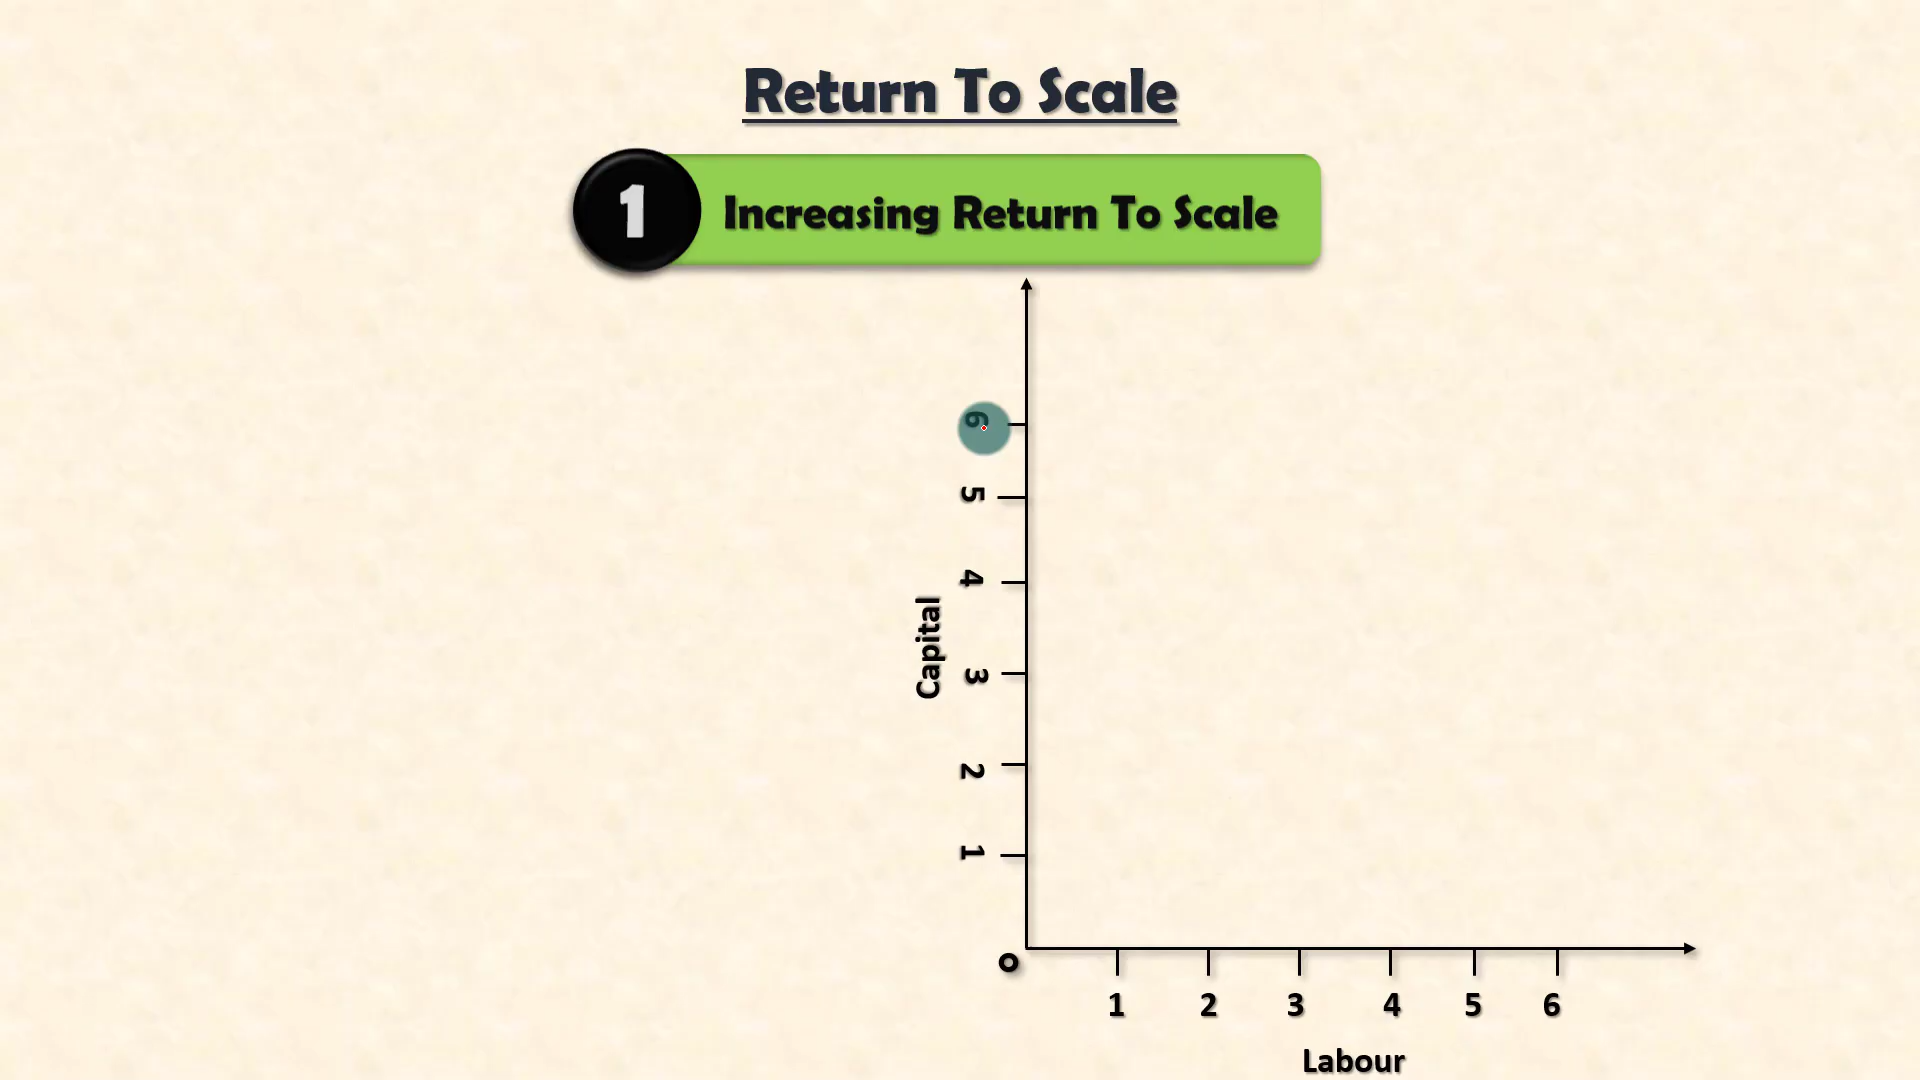 Return To Scale
1
Increasing Return To Scale
6
5
4
Capital
3
2
1
o
1 2 3 4 5 6
Labour